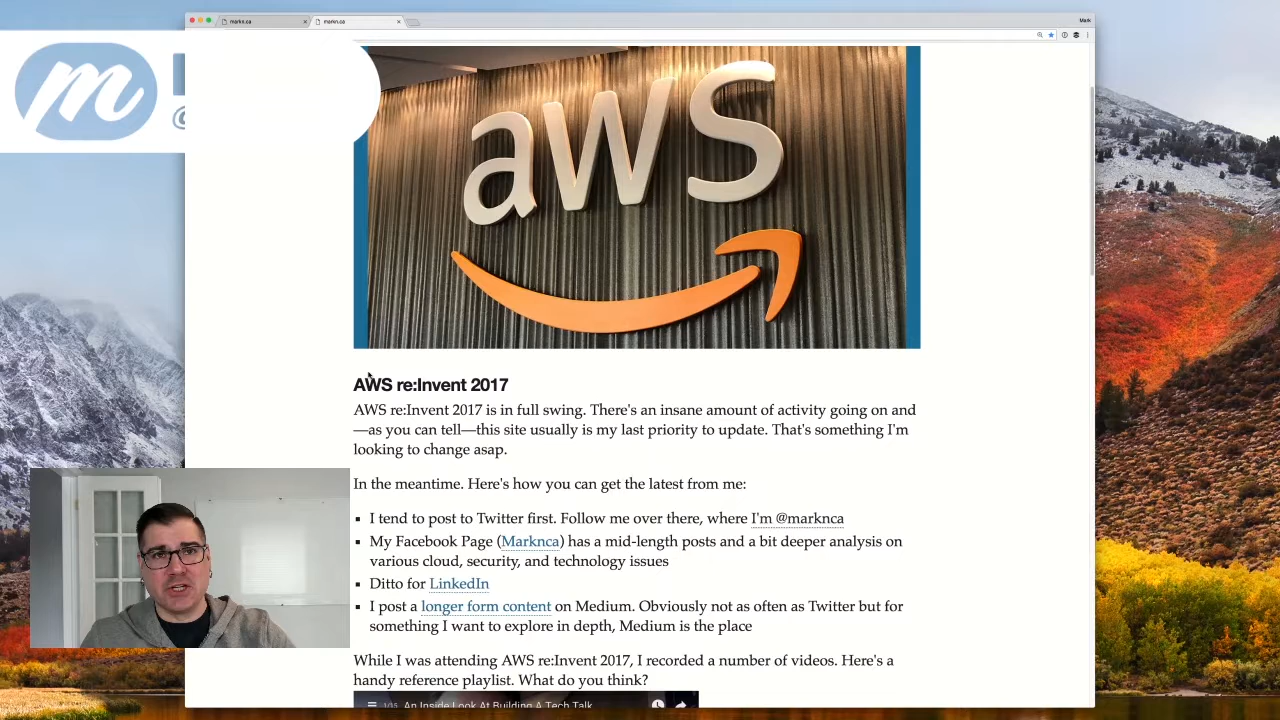 markn.ca
markn.ca
Mark
m
@
aws
AWS re:Invent 2017
AWS re:Invent 2017 is in full swing. There's an insane amount of activity going on and
—as you can tell—this site usually is my last priority to update. That's something I'm
looking to change asap.
In the meantime. Here's how you can get the latest from me:
I tend to post to Twitter first. Follow me over there, where I'm @marknca
My Facebook Page (Marknca) has a mid-length posts and a bit deeper analysis on
various cloud, security, and technology issues
Ditto for LinkedIn
I post a longer form content on Medium. Obviously not as often as Twitter but for
something I want to explore in depth, Medium is the place
While I was attending AWS re:Invent 2017, I recorded a number of videos. Here's a
handy reference playlist. What do you think?
1/15 An Inside Look At Building A Tech Talk